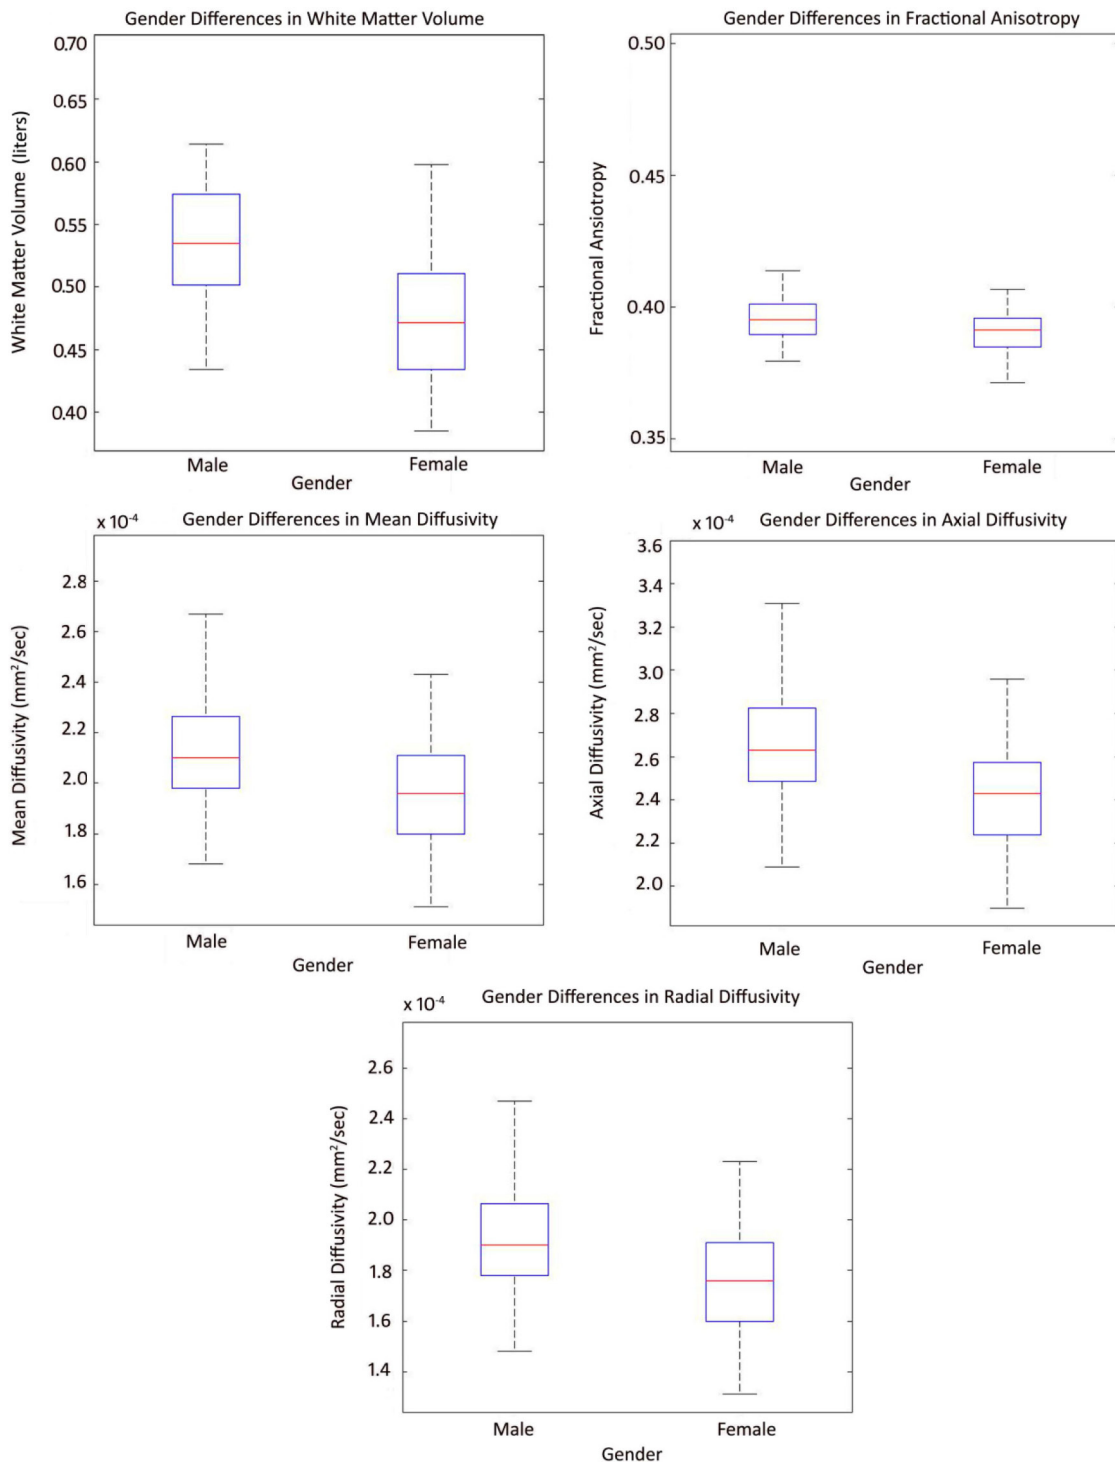 Gender Differences in White Matter Volume
0.70
0.65
0.60
0.55
0.50
0.45
0.40
White Matter Volume (liters)
Male
Female
Gender
Gender Differences in Fractional Anisotropy
0.50
0.45
0.40
0.35
Fractional Ansiotropy
Male
Female
Gender
x 10⁻⁴
Gender Differences in Mean Diffusivity
2.8
2.6
2.4
2.2
2.0
1.8
1.6
Mean Diffusivity (mm²/sec)
Male
Female
Gender
x 10⁻⁴
Gender Differences in Axial Diffusivity
3.6
3.4
3.2
3.0
2.8
2.6
2.4
2.2
2.0
Axial Diffusivity (mm²/sec)
Male
Female
Gender
x 10⁻⁴
Gender Differences in Radial Diffusivity
2.6
2.4
2.2
2.0
1.8
1.6
1.4
Radial Diffusivity (mm²/sec)
Male
Female
Gender